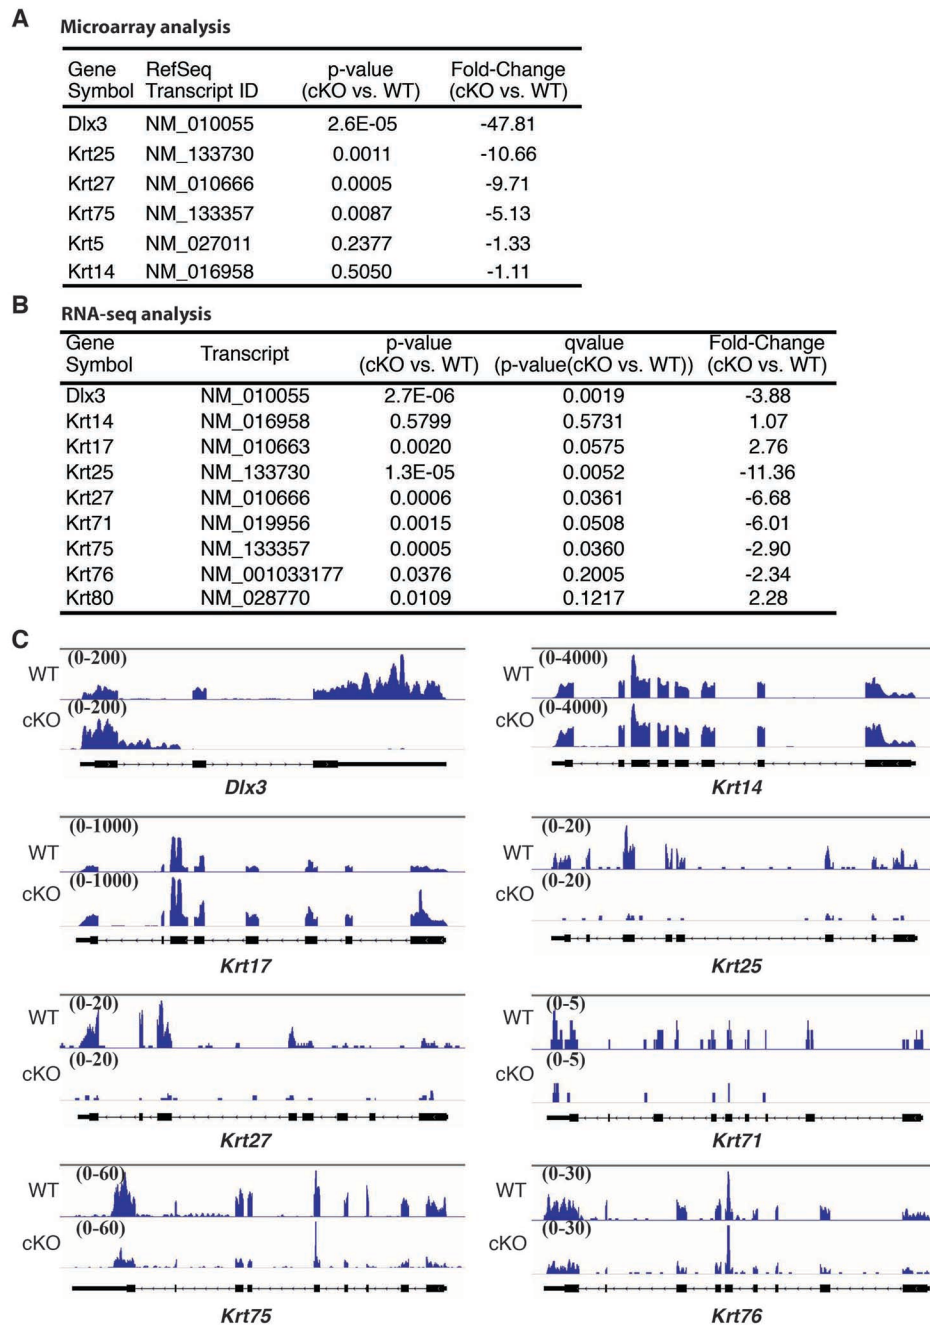 A Microarray analysis
Gene Symbol RefSeq Transcript ID p-value (cKO vs. WT) Fold-Change (cKO vs. WT)
Dlx3 NM_010055 2.6E-05 -47.81
Krt25 NM_133730 0.0011 -10.66
Krt27 NM_010666 0.0005 -9.71
Krt75 NM_133357 0.0087 -5.13
Krt5 NM_027011 0.2377 -1.33
Krt14 NM_016958 0.5050 -1.11
B RNA-seq analysis
Gene Symbol Transcript p-value (cKO vs. WT) qvalue (p-value(cKO vs. WT)) Fold-Change (cKO vs. WT)
Dlx3 NM_010055 2.7E-06 0.0019 -3.88
Krt14 NM_016958 0.5799 0.5731 1.07
Krt17 NM_010663 0.0020 0.0575 2.76
Krt25 NM_133730 1.3E-05 0.0052 -11.36
Krt27 NM_010666 0.0006 0.0361 -6.68
Krt71 NM_019956 0.0015 0.0508 -6.01
Krt75 NM_133357 0.0005 0.0360 -2.90
Krt76 NM_001033177 0.0376 0.2005 -2.34
Krt80 NM_028770 0.0109 0.1217 2.28
C
WT (0-200)
cKO (0-200)
Dlx3
WT (0-4000)
cKO (0-4000)
Krt14
WT (0-1000)
cKO (0-1000)
Krt17
WT (0-20)
cKO (0-20)
Krt25
WT (0-20)
cKO (0-20)
Krt27
WT (0-5)
cKO (0-5)
Krt71
WT (0-60)
cKO (0-60)
Krt75
WT (0-30)
cKO (0-30)
Krt76